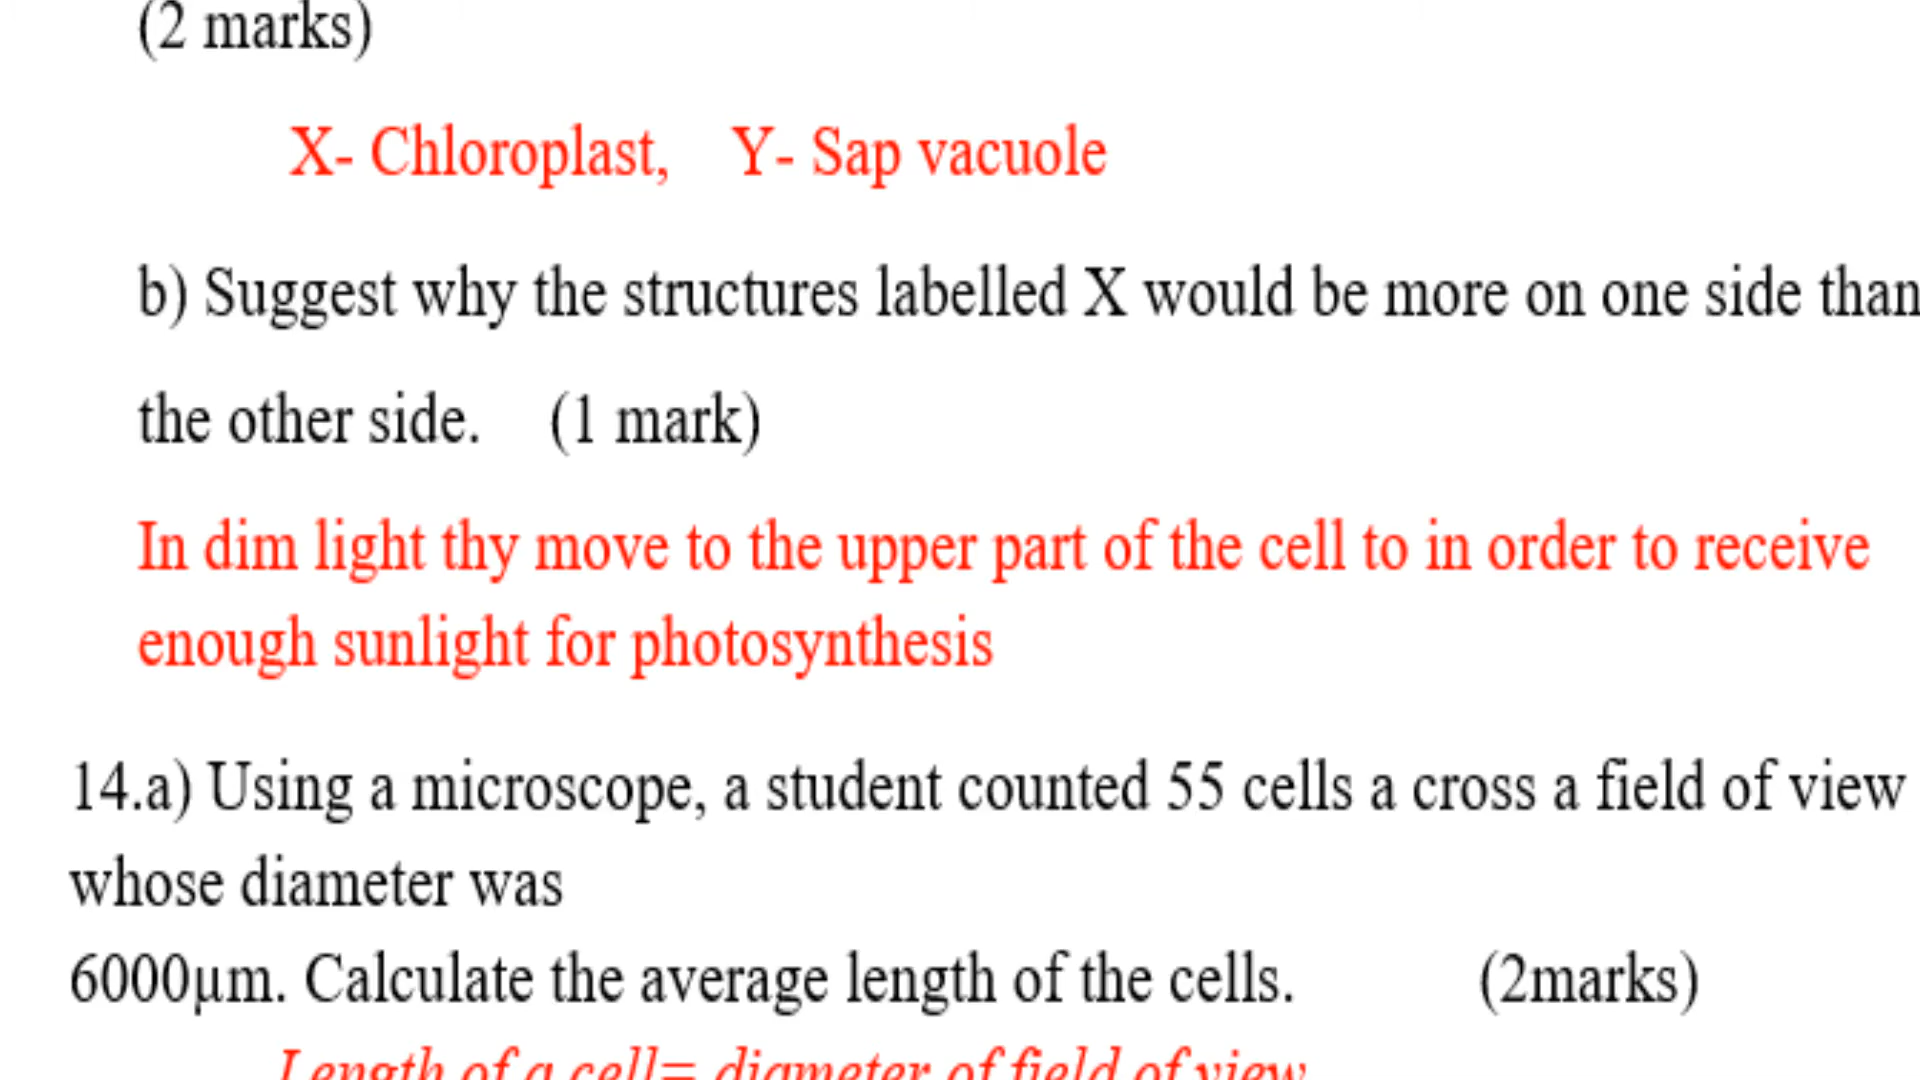 (2 marks)
X- Chloroplast, Y- Sap vacuole
b) Suggest why the structures labelled X would be more on one side than
the other side. (1 mark)
In dim light thy move to the upper part of the cell to in order to receive
enough sunlight for photosynthesis
14.a) Using a microscope, a student counted 55 cells a cross a field of view
whose diameter was
6000µm. Calculate the average length of the cells. (2marks)
Length of a cell= diameter of field of view